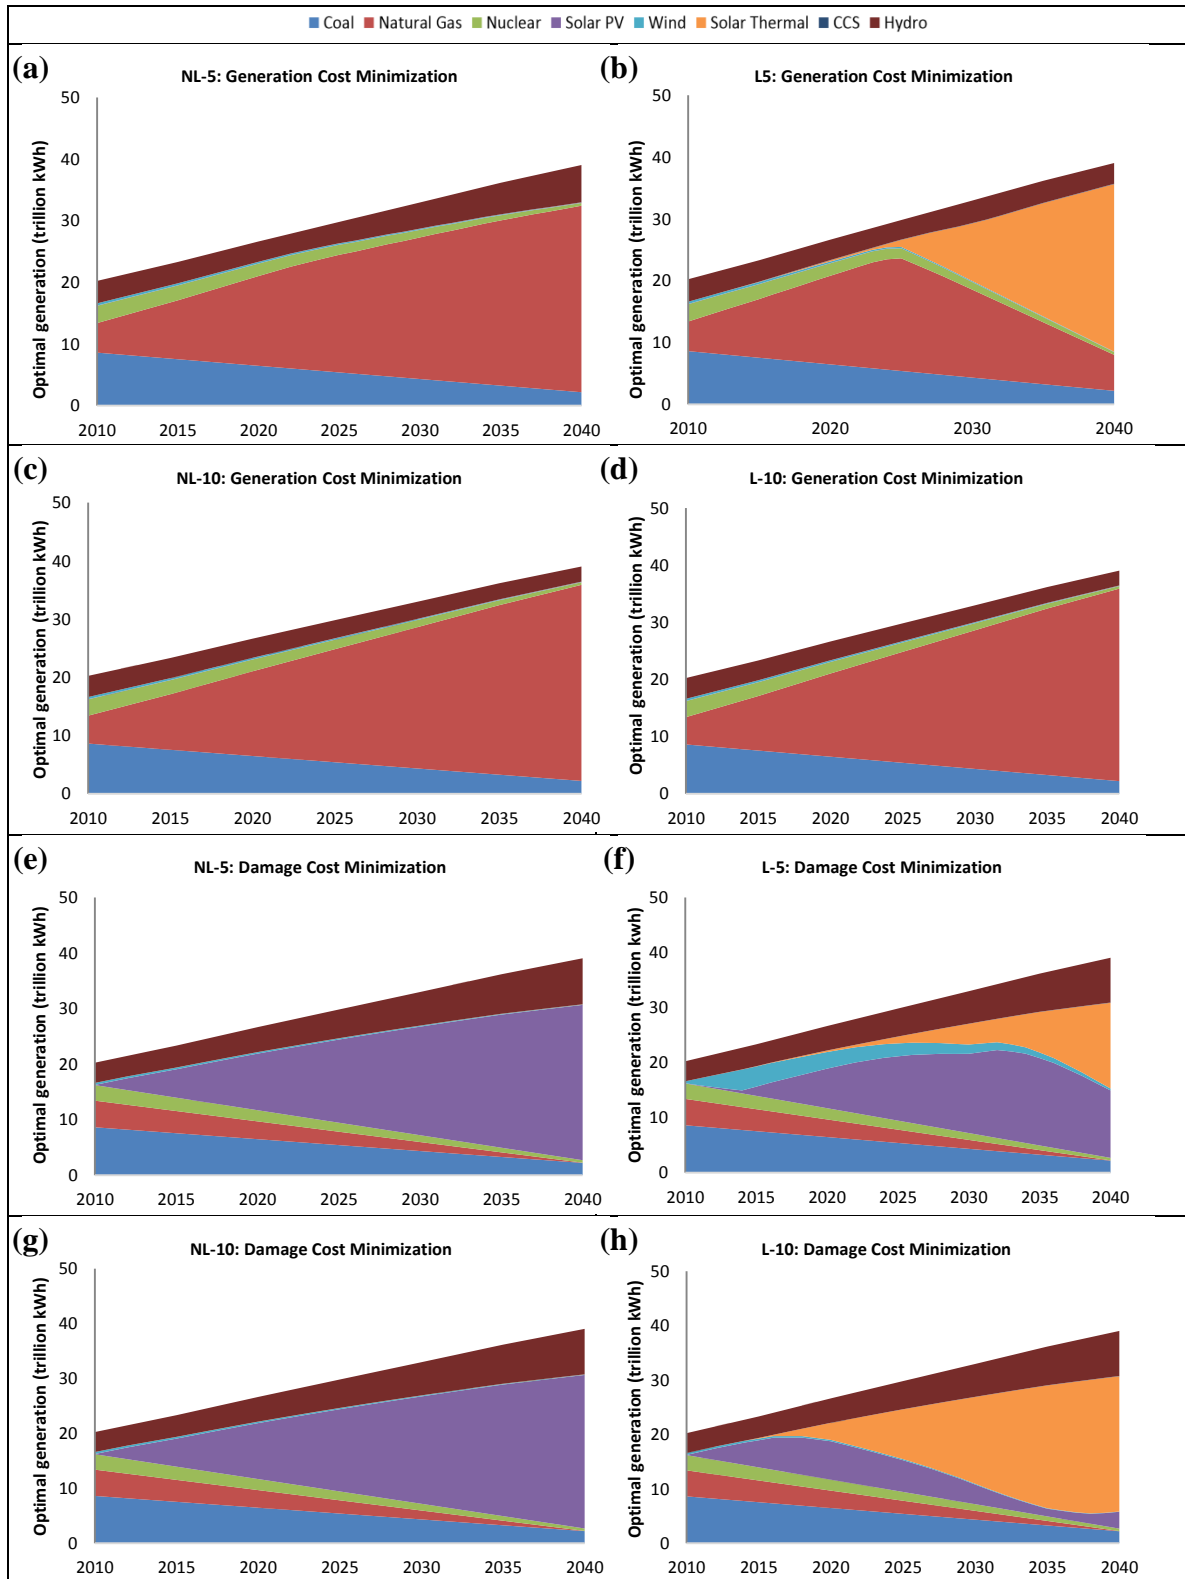 Coal Natural Gas Nuclear Solar PV Wind Solar Thermal CCS Hydro
(a)
NL-5: Generation Cost Minimization
Optimal generation (trillion kWh)
50
40
30
20
10
0
2010 2015 2020 2025 2030 2035 2040
(b)
L5: Generation Cost Minimization
Optimal generation (trillion kWh)
50
40
30
20
10
0
2010 2020 2030 2040
(c)
NL-10: Generation Cost Minimization
Optimal generation (trillion kWh)
50
40
30
20
10
0
2010 2015 2020 2025 2030 2035 2040
(d)
L-10: Generation Cost Minimization
Optimal generation (trillion kWh)
50
40
30
20
10
0
2010 2015 2020 2025 2030 2035 2040
(e)
NL-5: Damage Cost Minimization
Optimal generation (trillion kWh)
50
40
30
20
10
0
2010 2015 2020 2025 2030 2035 2040
(f)
L-5: Damage Cost Minimization
Optimal generation (trillion kWh)
50
40
30
20
10
0
2010 2015 2020 2025 2030 2035 2040
(g)
NL-10: Damage Cost Minimization
Optimal generation (trillion kWh)
50
40
30
20
10
0
2010 2015 2020 2025 2030 2035 2040
(h)
L-10: Damage Cost Minimization
Optimal generation (trillion kWh)
50
40
30
20
10
0
2010 2015 2020 2025 2030 2035 2040